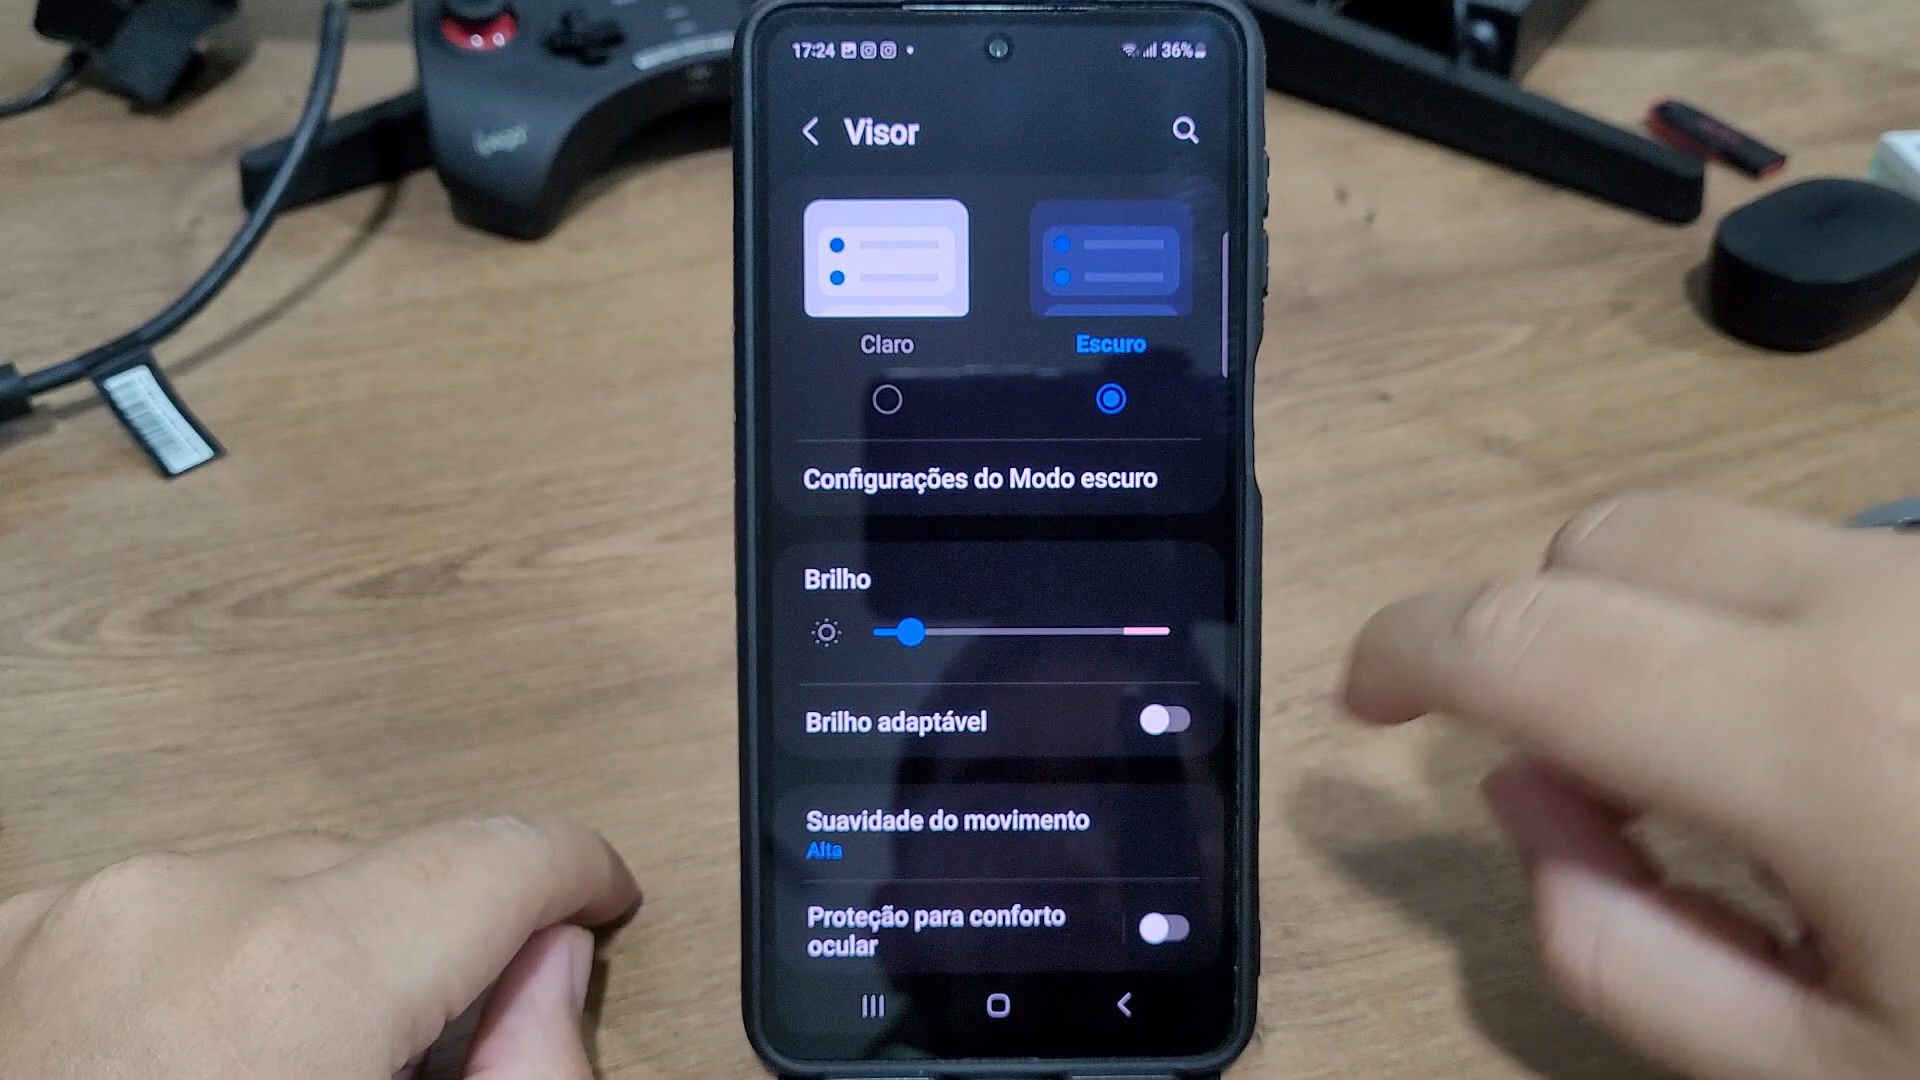 17:24
36%
Visor
Claro
Escuro
Configurações do Modo escuro
Brilho
Brilho adaptável
Suavidade do movimento
Alta
Proteção para conforto
ocular